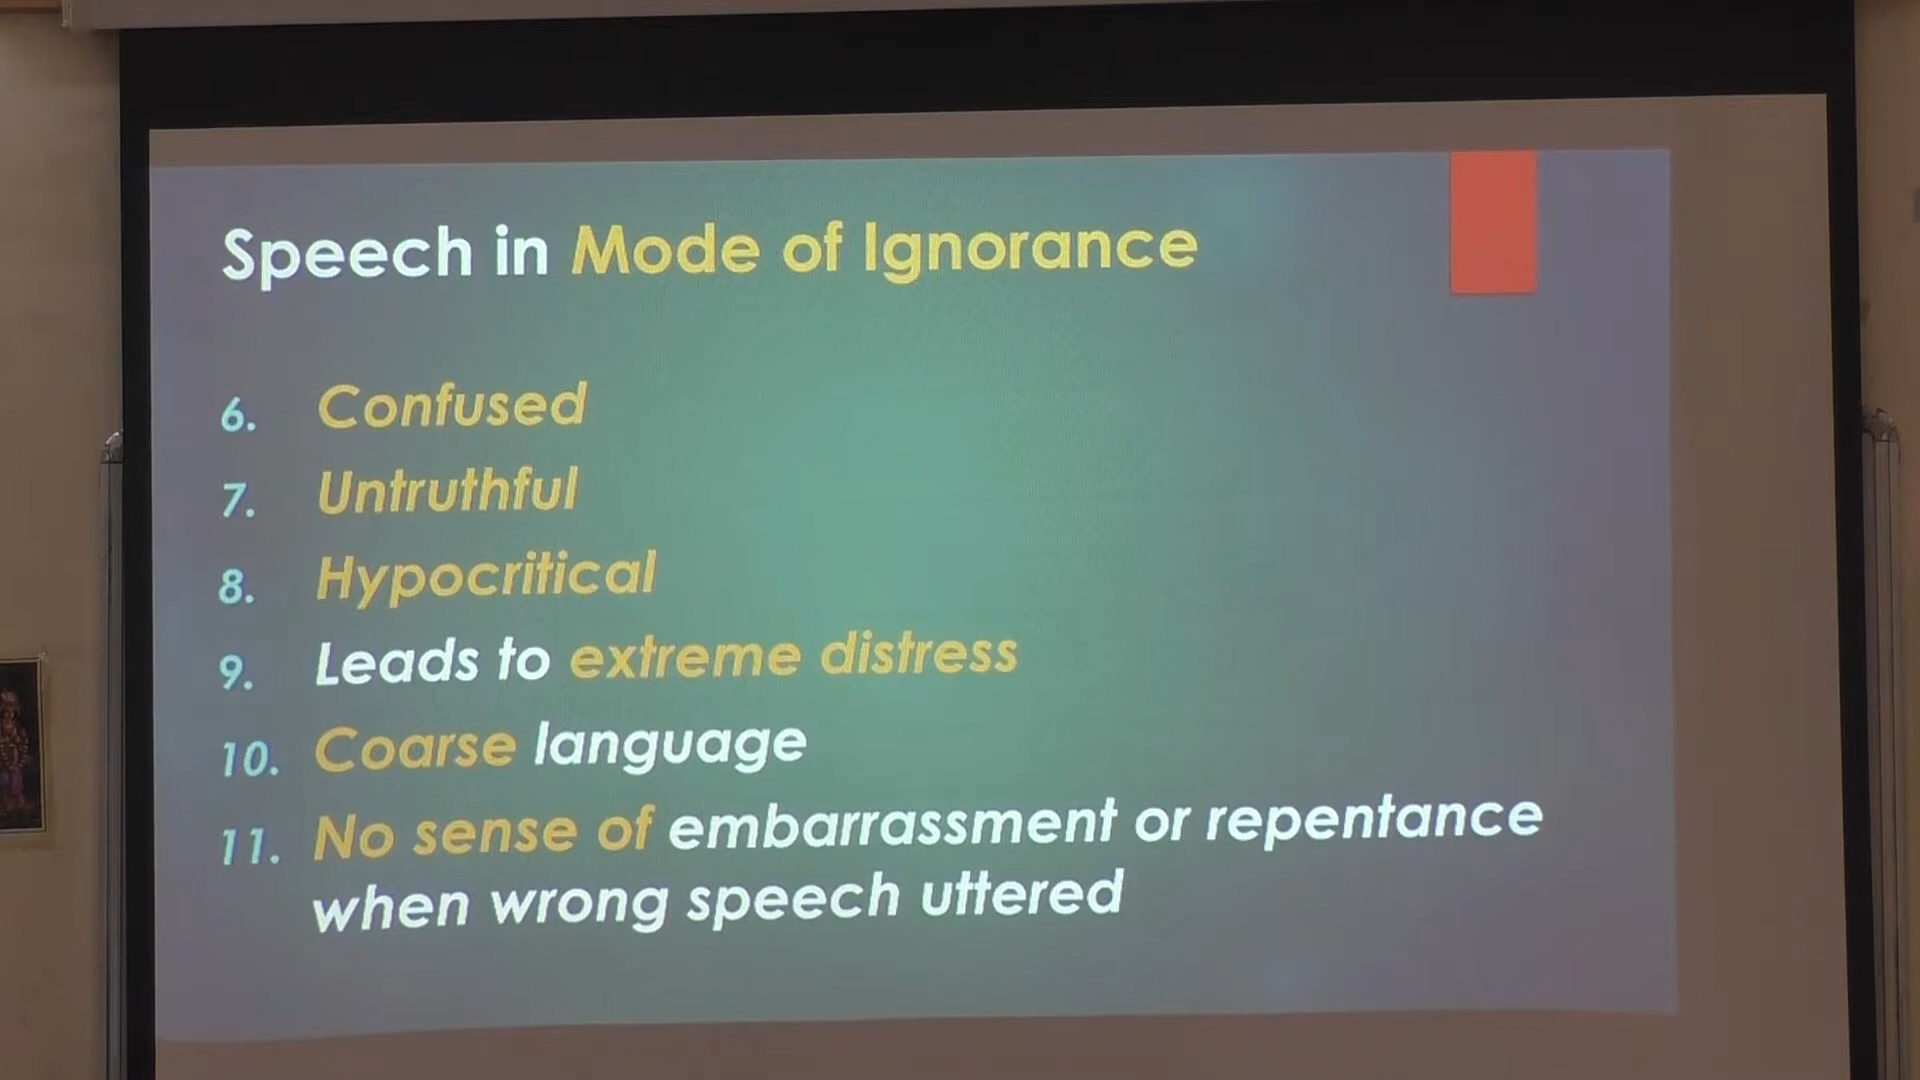 Speech in Mode of Ignorance
6. Confused
7. Untruthful
8. Hypocritical
9. Leads to extreme distress
10. Coarse language
11. No sense of embarrassment or repentance
when wrong speech uttered